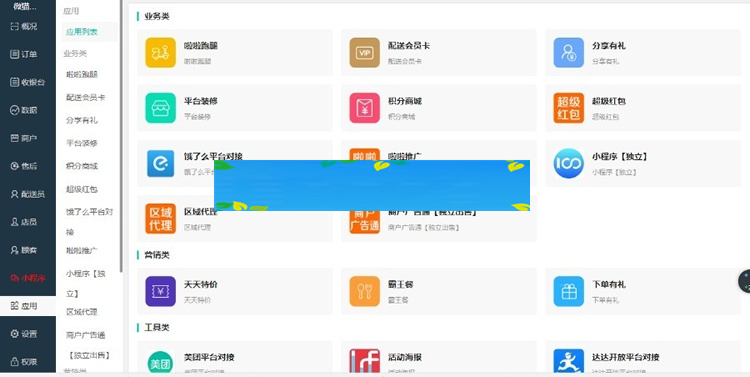 微猫...
概况
订单
收银台
数据
商户
售后
配送员
店员
顾客
小程序
应用
设置
权限
应用
应用列表
业务类
啦啦跑腿
配送会员卡
分享有礼
平台装修
积分商城
超级红包
饿了么平台对
接
啦啦推广
小程序【独
立】
区域代理
商户广告通
【独立出售】
营销类
业务类
啦啦跑腿
啦啦跑腿
VIP
配送会员卡
配送会员卡
分享有礼
分享有礼
平台装修
平台装修
积分商城
积分商城
超级
红包
超级红包
超级红包
饿了么平台对接
饿了么平台对接
啦啦
啦啦推广
小程序【独立】
小程序【独立】
区域
代理
区域代理
区域代理
商户
广告通
商户广告通【独立出售】
商户广告通【独立出售】
营销类
天天特价
天天特价
霸王餐
霸王餐
下单有礼
下单有礼
工具类
美团
美团平台对接
美团平台对接
活动海报
活动海报
达达开放平台对接
达达开放平台对接